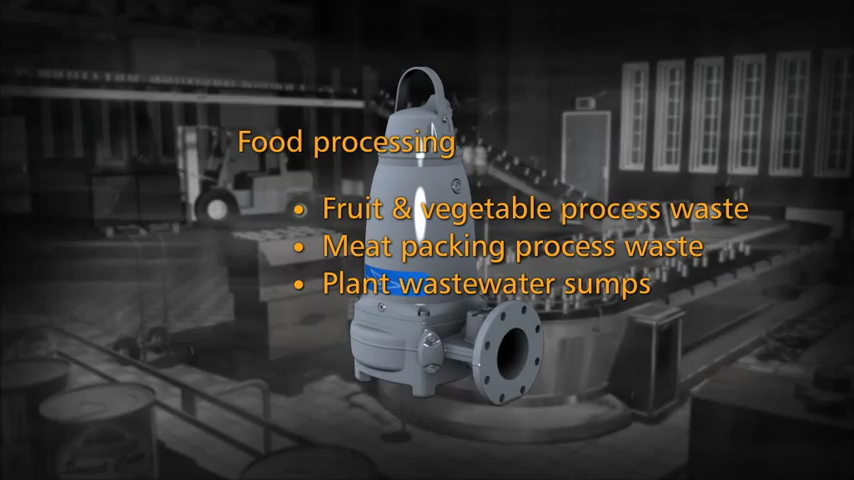 Food processing
• Fruit & vegetable process waste
• Meat packing process waste
• Plant wastewater sumps